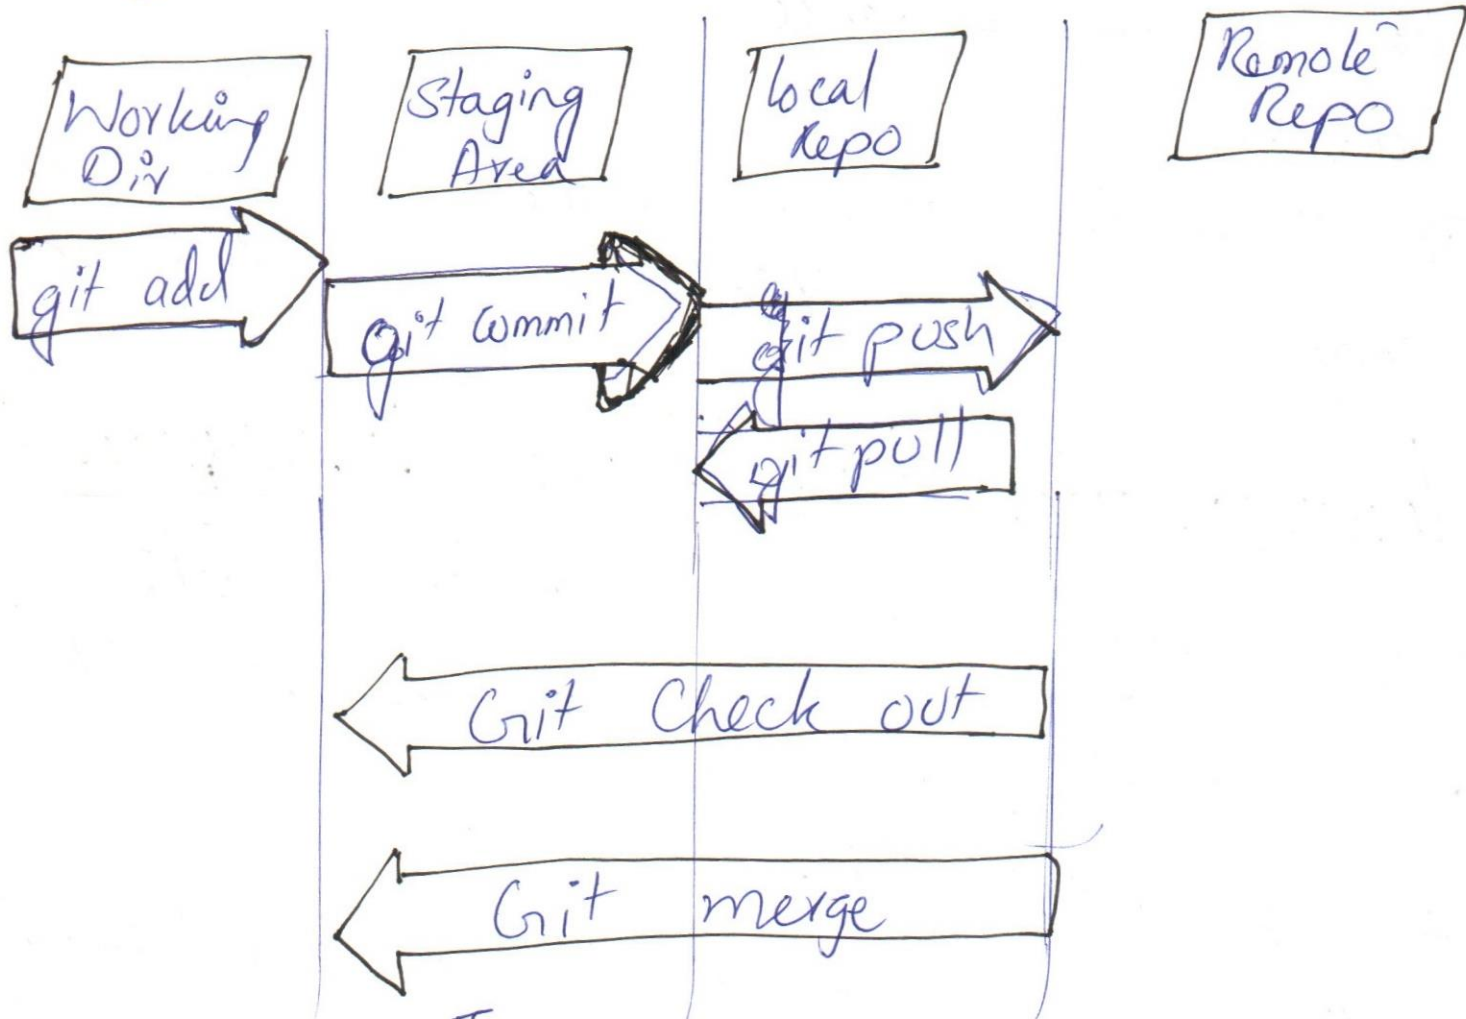 Working
Dir
Staging
Area
Local
Repo
Remote
Repo
git add
git commit
git push
git pull
Git Check out
Git merge